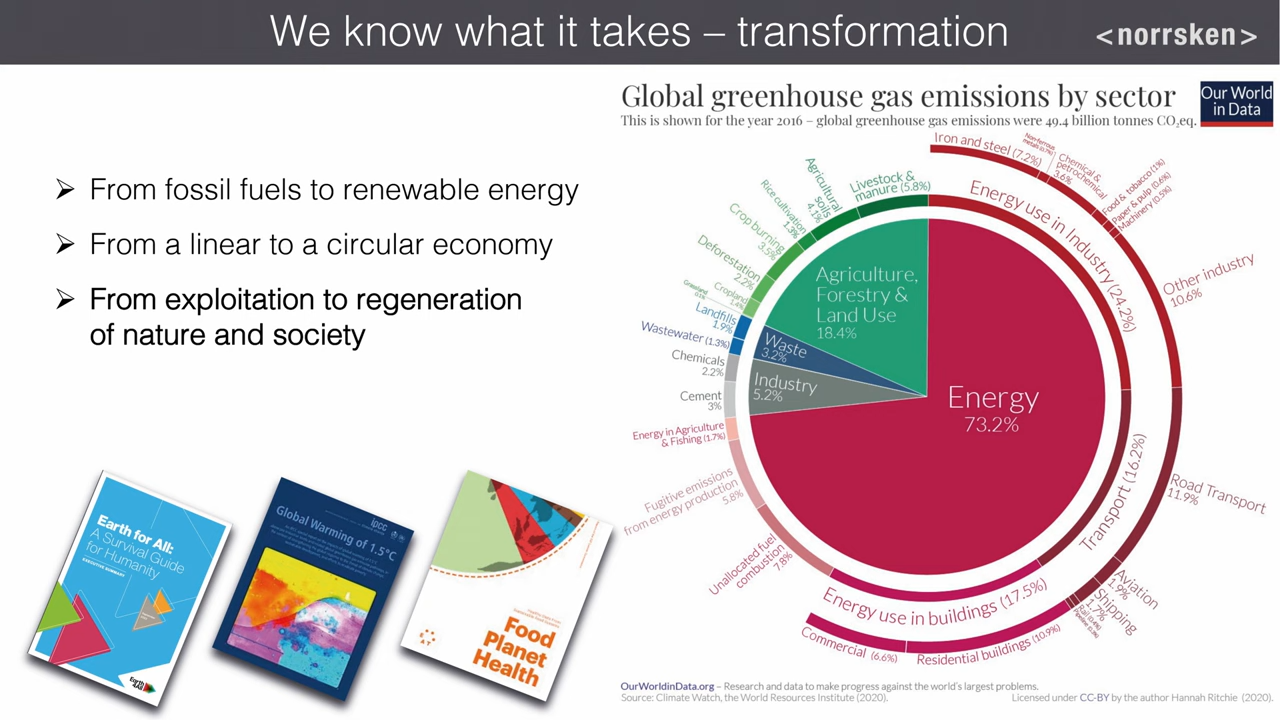 We know what it takes – transformation
<norrsken>
➢ From fossil fuels to renewable energy
➢ From a linear to a circular economy
➢ From exploitation to regeneration
of nature and society
Earth for All:
A Survival Guide
for Humanity
EXECUTIVE SUMMARY
Earth
4All
ipcc
Global Warming of 1.5°C
Food
Planet
Health
Global greenhouse gas emissions by sector
Our World
in Data
This is shown for the year 2016 – global greenhouse gas emissions were 49.4 billion tonnes CO₂eq.
Iron and steel (7.2%)
Non-ferrous
metals (0.7%)
Chemical &
petrochemical
3.6%
Food & tobacco (1%)
Paper & pulp (0.6%)
Machinery (0.5%)
Other industry
10.6%
Energy use in Industry (24.2%)
Transport (16.2%)
Road Transport
11.9%
Aviation
1.9%
Shipping
1.7%
Energy use in buildings (17.5%)
Residential buildings (10.9%)
Commercial (6.6%)
Unallocated fuel
combustion
7.8%
Fugitive emissions
from energy production
5.8%
Energy in Agriculture
& Fishing (1.7%)
Cement
3%
Chemicals
2.2%
Wastewater (1.3%)
Landfills
1.9%
Grassland
0.1%
Cropland
1.4%
Deforestation
2.2%
Crop burning
3.5%
Rice cultivation
1.3%
Agricultural
soils
4.1%
Livestock &
manure (5.8%)
Agriculture,
Forestry &
Land Use
18.4%
Waste
3.2%
Industry
5.2%
Energy
73.2%
OurWorldinData.org – Research and data to make progress against the world's largest problems.
Source: Climate Watch, the World Resources Institute (2020).
Licensed under CC-BY by the author Hannah Ritchie (2020).